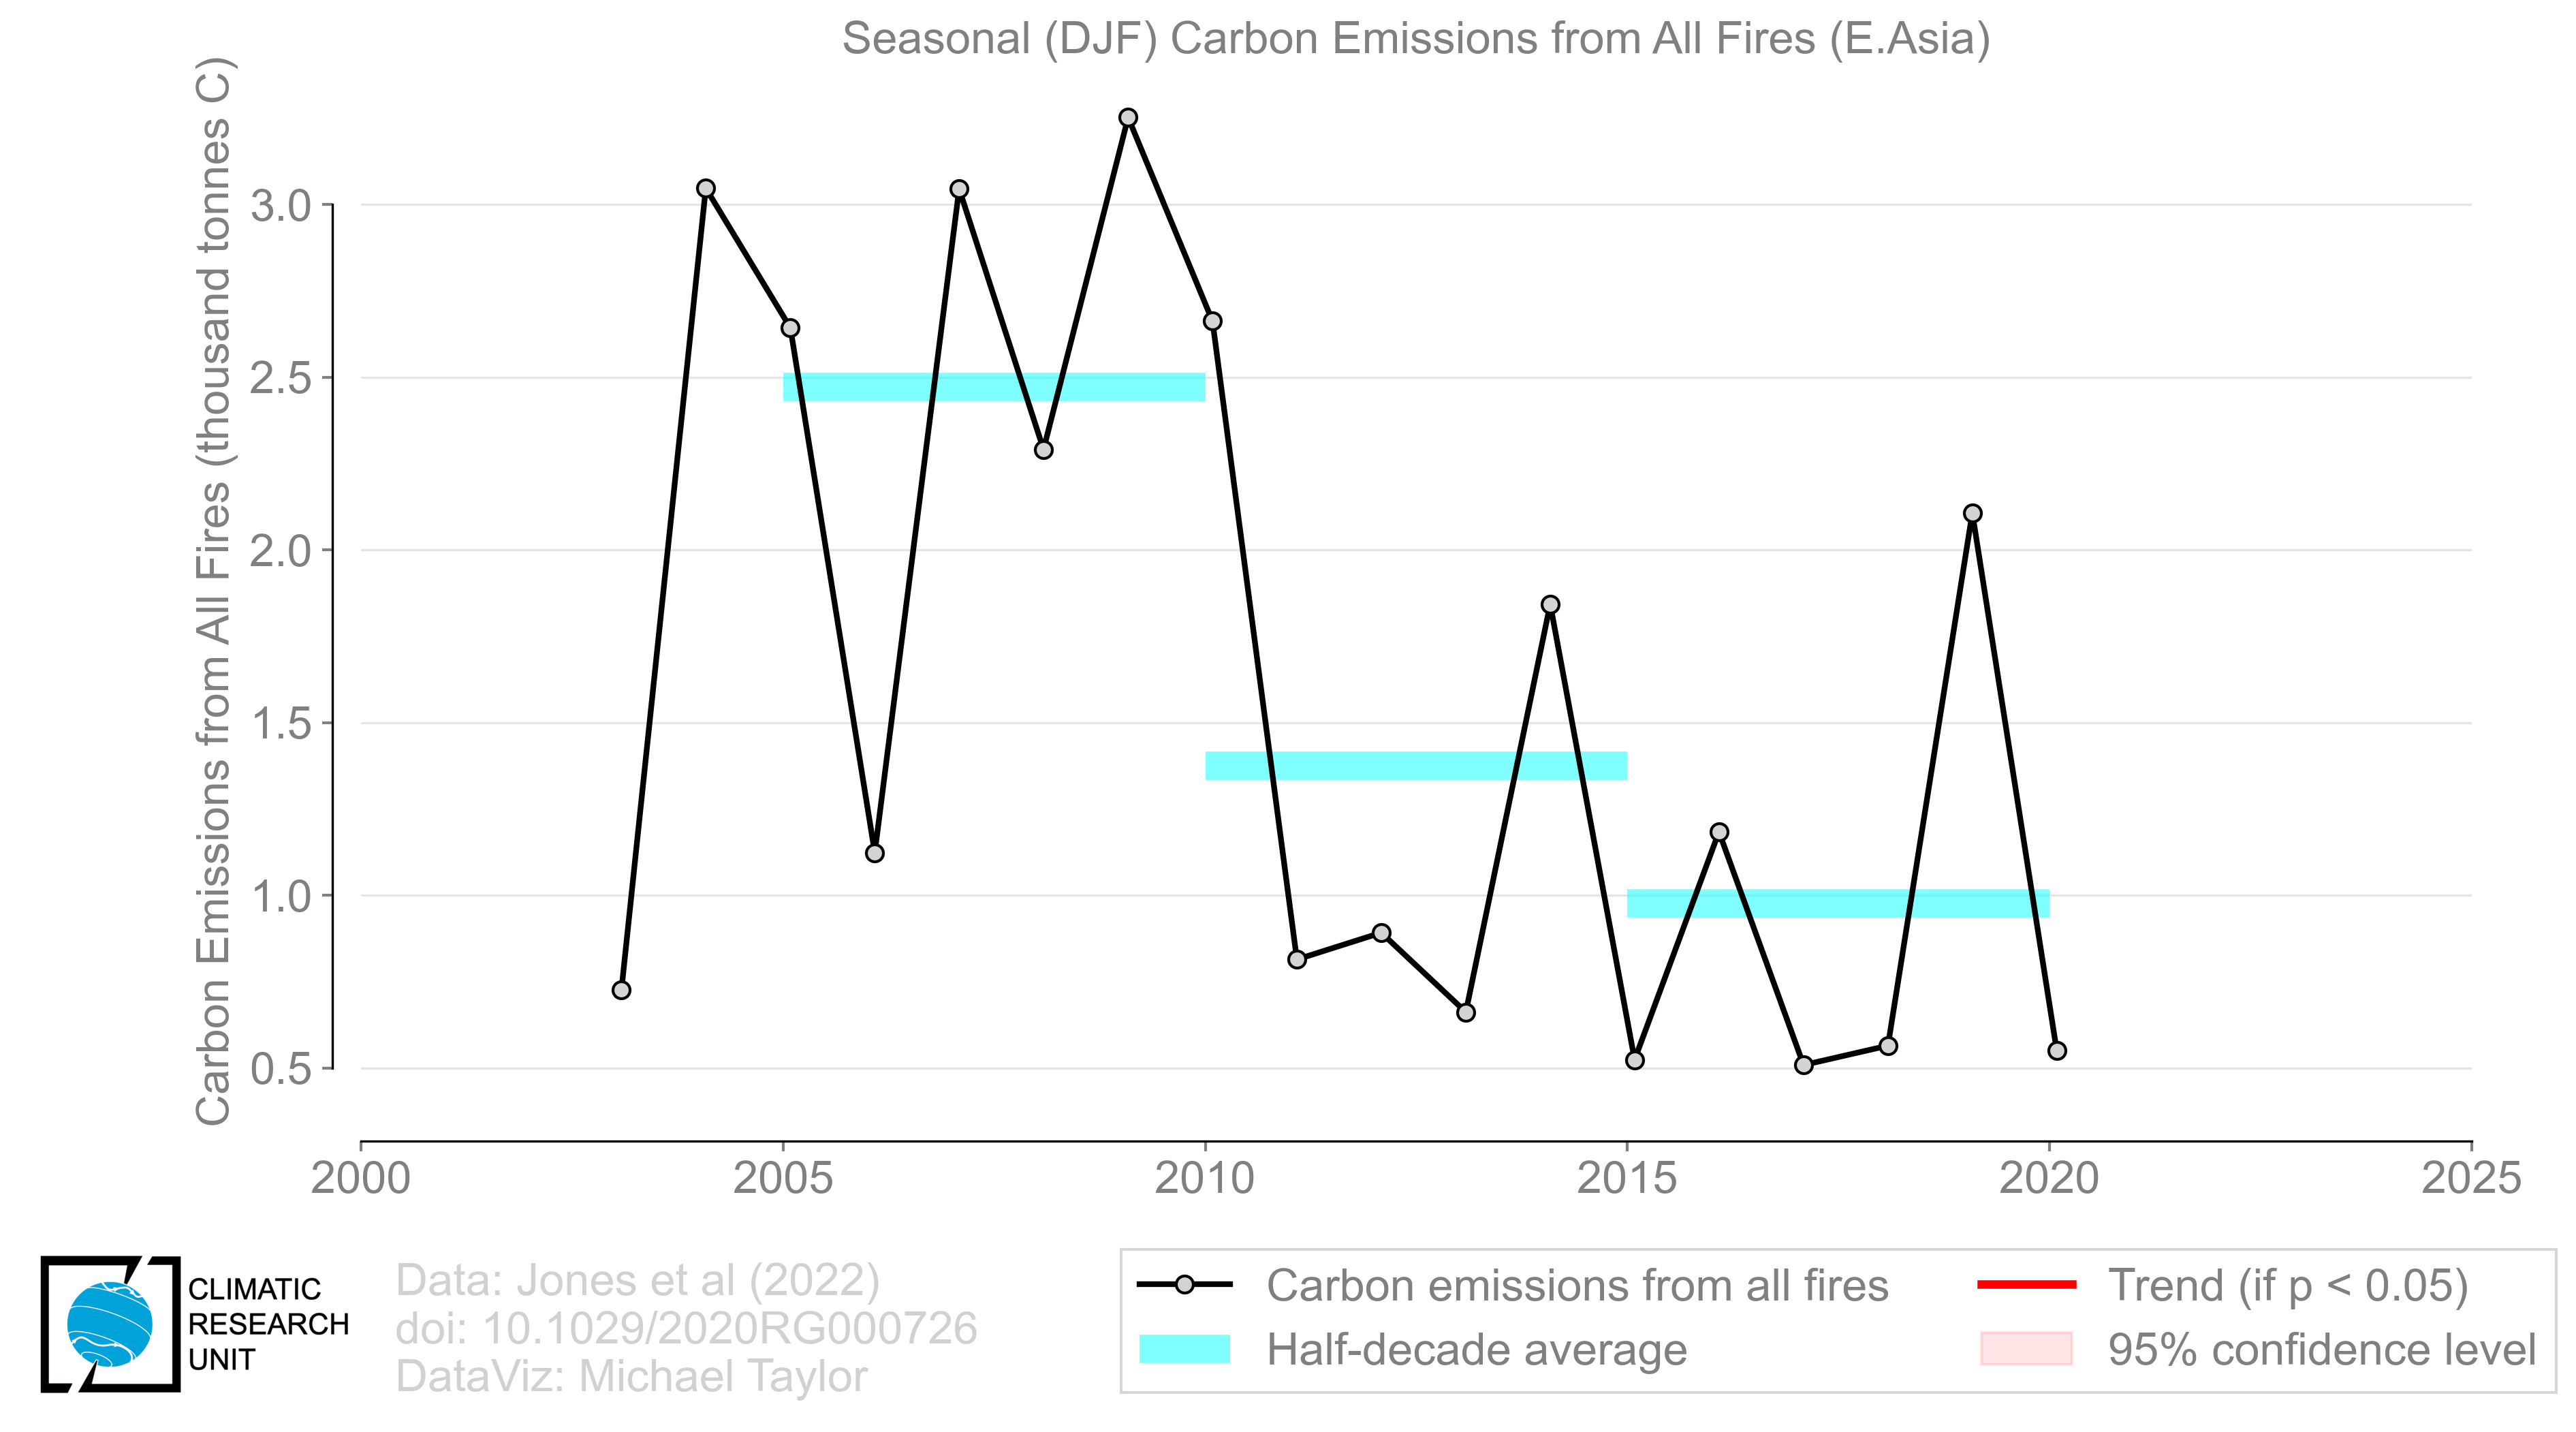 Seasonal (DJF) Carbon Emissions from All Fires (E.Asia)
Carbon Emissions from All Fires (thousand tonnes C)
3.0
2.5
2.0
1.5
1.0
0.5
2000 2005 2010 2015 2020 2025
CLIMATIC
RESEARCH
UNIT
Data: Jones et al (2022)
doi: 10.1029/2020RG000726
DataViz: Michael Taylor
Carbon emissions from all fires
Half-decade average
Trend (if p < 0.05)
95% confidence level